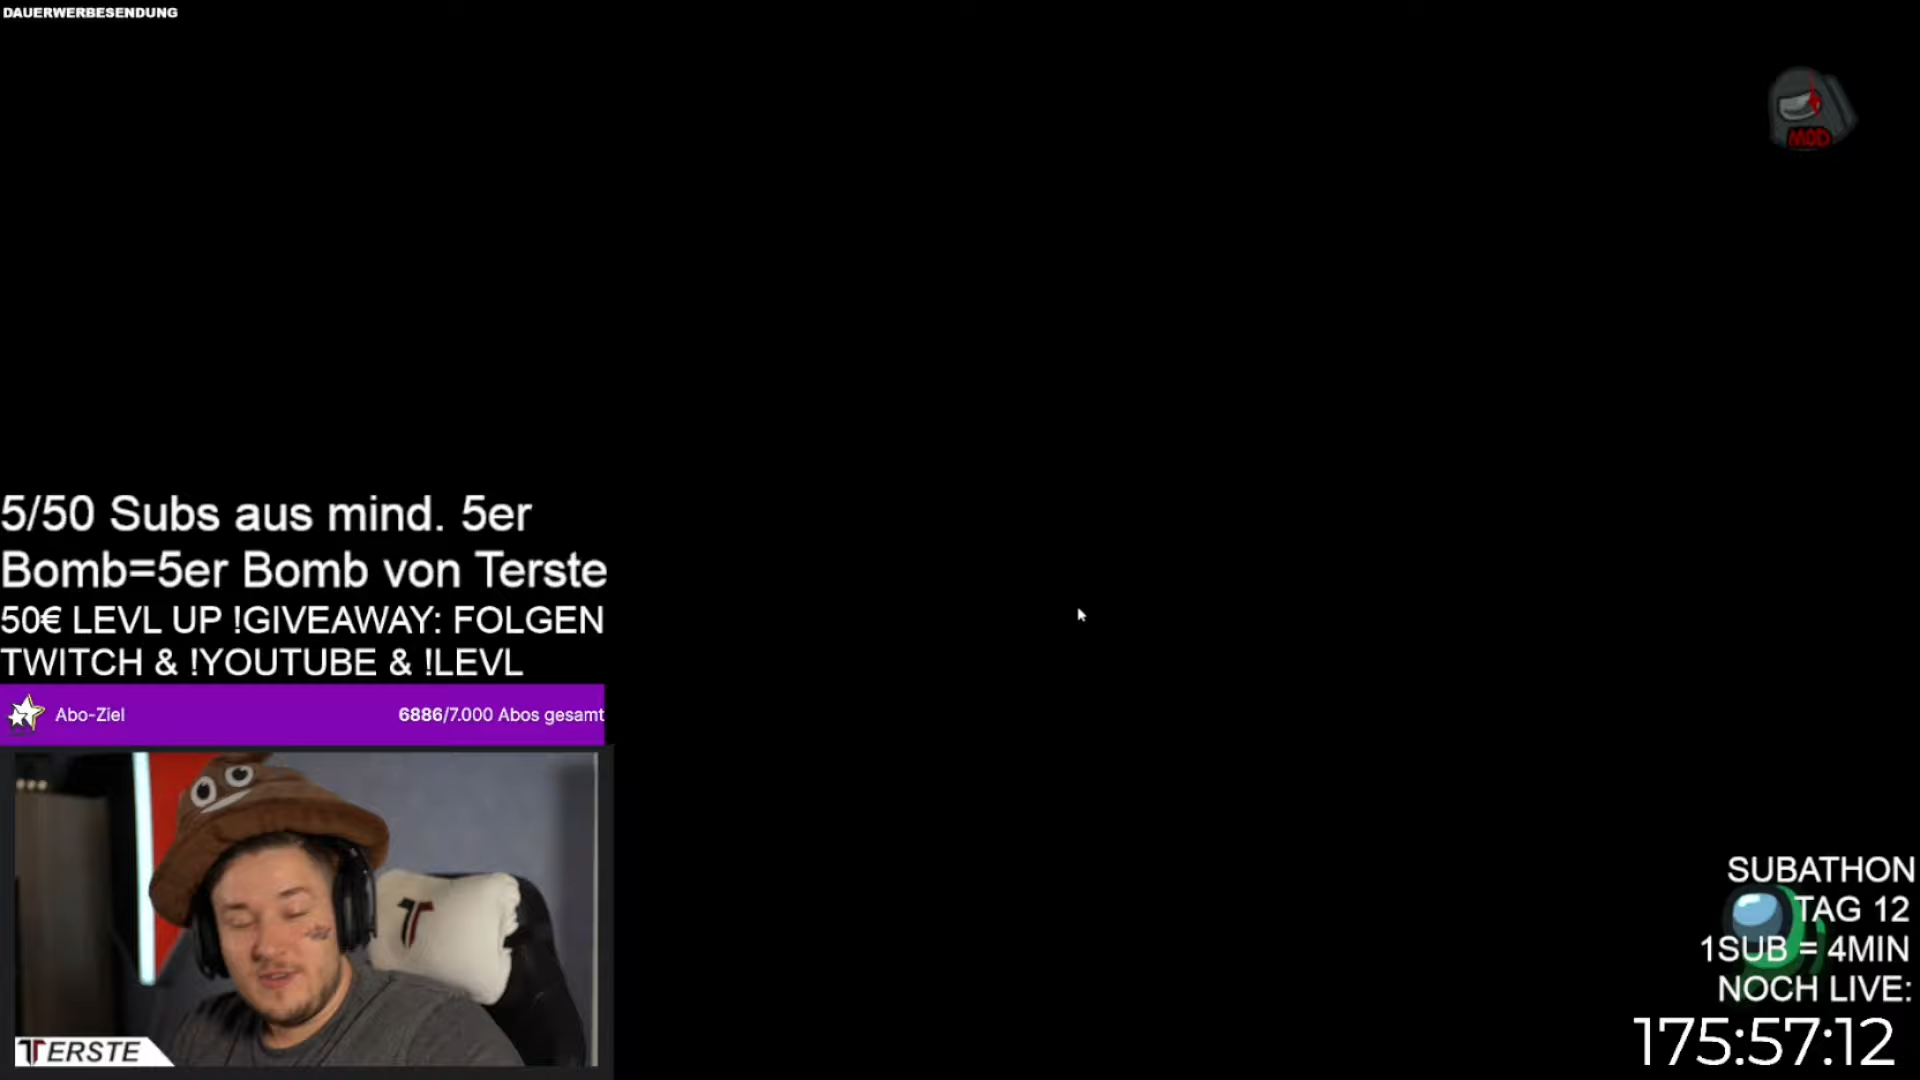 DAUERWERBESENDUNG
MOD
5/50 Subs aus mind. 5er
Bomb=5er Bomb von Terste
50€ LEVL UP !GIVEAWAY: FOLGEN
TWITCH & !YOUTUBE & !LEVL
Abo-Ziel 6886/7.000 Abos gesamt
TERSTE
SUBATHON
TAG 12
1SUB = 4MIN
NOCH LIVE:
175:57:12